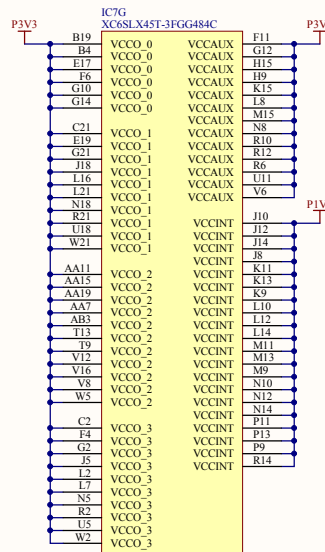 IC7G
P3V3 XC6SLX45T-3FGG484C P3V
B19 VCCO_0 VCCAUX F11
B4 VCCO_0 VCCAUX G12
E17 VCCO_0 VCCAUX H15
F6 VCCO_0 VCCAUX H9
G10 VCCO_0 VCCAUX K15
G14 VCCO_0 VCCAUX L8
VCCAUX M15
C21 VCCO_1 VCCAUX N8
E19 VCCO_1 VCCAUX R10
G21 VCCO_1 VCCAUX R12
J18 VCCO_1 VCCAUX R6
L16 VCCO_1 VCCAUX U11
L21 VCCO_1 VCCAUX V6
N18 VCCO_1 P1V
R21 VCCO_1 VCCINT J10
U18 VCCO_1 VCCINT J12
W21 VCCO_1 VCCINT J14
VCCINT J8
AA11 VCCO_2 VCCINT K11
AA15 VCCO_2 VCCINT K13
AA19 VCCO_2 VCCINT K9
AA7 VCCO_2 VCCINT L10
AB3 VCCO_2 VCCINT L12
T13 VCCO_2 VCCINT L14
T9 VCCO_2 VCCINT M11
V12 VCCO_2 VCCINT M13
V16 VCCO_2 VCCINT M9
V8 VCCO_2 VCCINT N10
W5 VCCO_2 VCCINT N12
VCCINT N14
C2 VCCO_3 VCCINT P11
F4 VCCO_3 VCCINT P13
G2 VCCO_3 VCCINT P9
J5 VCCO_3 VCCINT R14
L2 VCCO_3
L7 VCCO_3
N5 VCCO_3
R2 VCCO_3
U5 VCCO_3
W2 VCCO_3